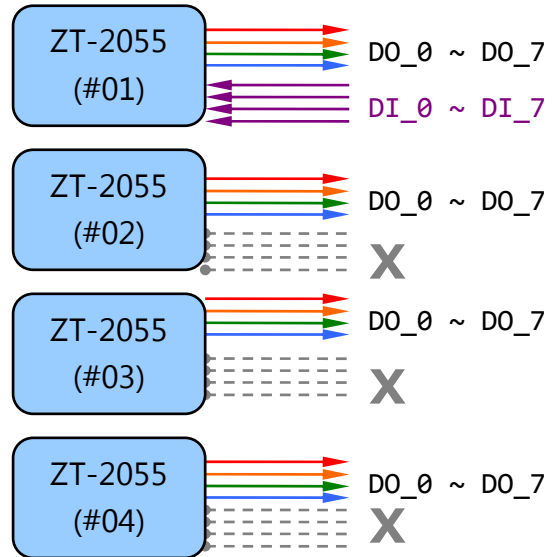 ZT-2055
(#01)
DO_0 ~ DO_7
DI_0 ~ DI_7
ZT-2055
(#02)
DO_0 ~ DO_7
X
ZT-2055
(#03)
DO_0 ~ DO_7
X
ZT-2055
(#04)
DO_0 ~ DO_7
X